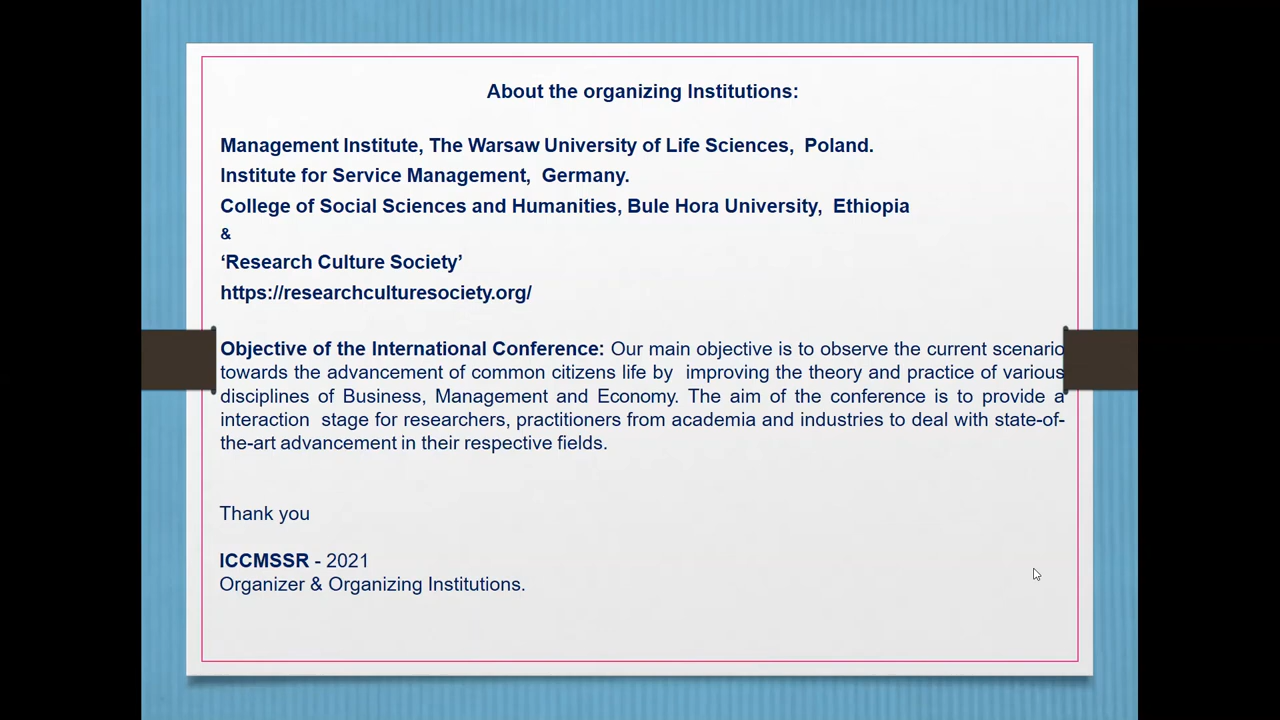 About the organizing Institutions:
Management Institute, The Warsaw University of Life Sciences,  Poland.
Institute for Service Management,  Germany.
College of Social Sciences and Humanities, Bule Hora University,  Ethiopia
&
‘Research Culture Society’
https://researchculturesociety.org/
Objective of the International Conference: Our main objective is to observe the current scenario
towards the advancement of common citizens life by  improving the theory and practice of various
disciplines of Business, Management and Economy. The aim of the conference is to provide a
interaction  stage for researchers, practitioners from academia and industries to deal with state-of-
the-art advancement in their respective fields.
Thank you
ICCMSSR - 2021
Organizer & Organizing Institutions.